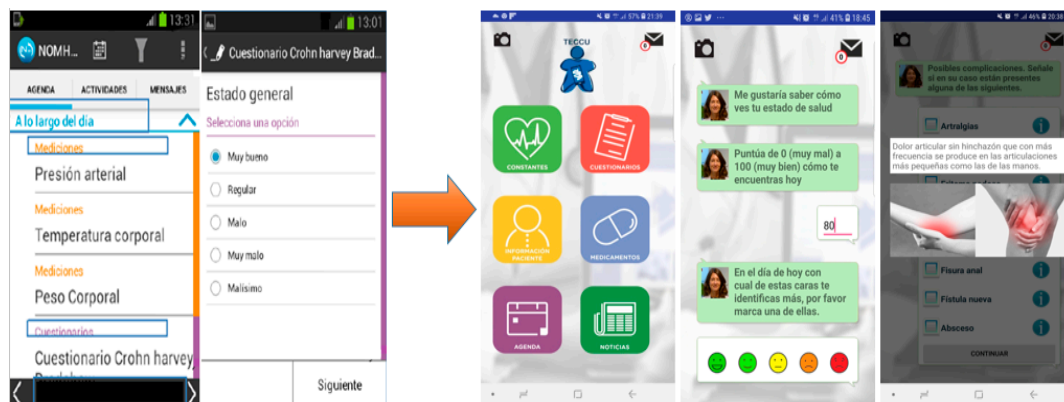 13:31
NOMH...
AGENDA
ACTIVIDADES
MENSAJES
A lo largo del día
Mediciones
Presión arterial
Mediciones
Temperatura corporal
Mediciones
Peso Corporal
Cuestionarios
Cuestionario Crohn harvey
13:01
Cuestionario Crohn harvey Brad...
Estado general
Selecciona una opción
Muy bueno
Regular
Malo
Muy malo
Malísimo
Siguiente
57% 21:39
TECCU
0
CONSTANTES
CUESTIONARIOS
INFORMACIÓN
PACIENTE
MEDICAMENTOS
AGENDA
NOTICIAS
41% 18:45
0
Me gustaría saber cómo
ves tu estado de salud
Puntúa de 0 (muy mal) a
100 (muy bien) cómo te
encuentras hoy
80
En el día de hoy con
cual de estas caras te
identificas más, por favor
marca una de ellas.
20:38
0
Posibles complicaciones. Señale
si en su caso están presentes
alguna de las siguientes.
Artralgias
Dolor articular sin hinchazón que con más
frecuencia se produce en las articulaciones
más pequeñas como las de las manos.
Fisura anal
Fístula nueva
Absceso
CONTINUAR